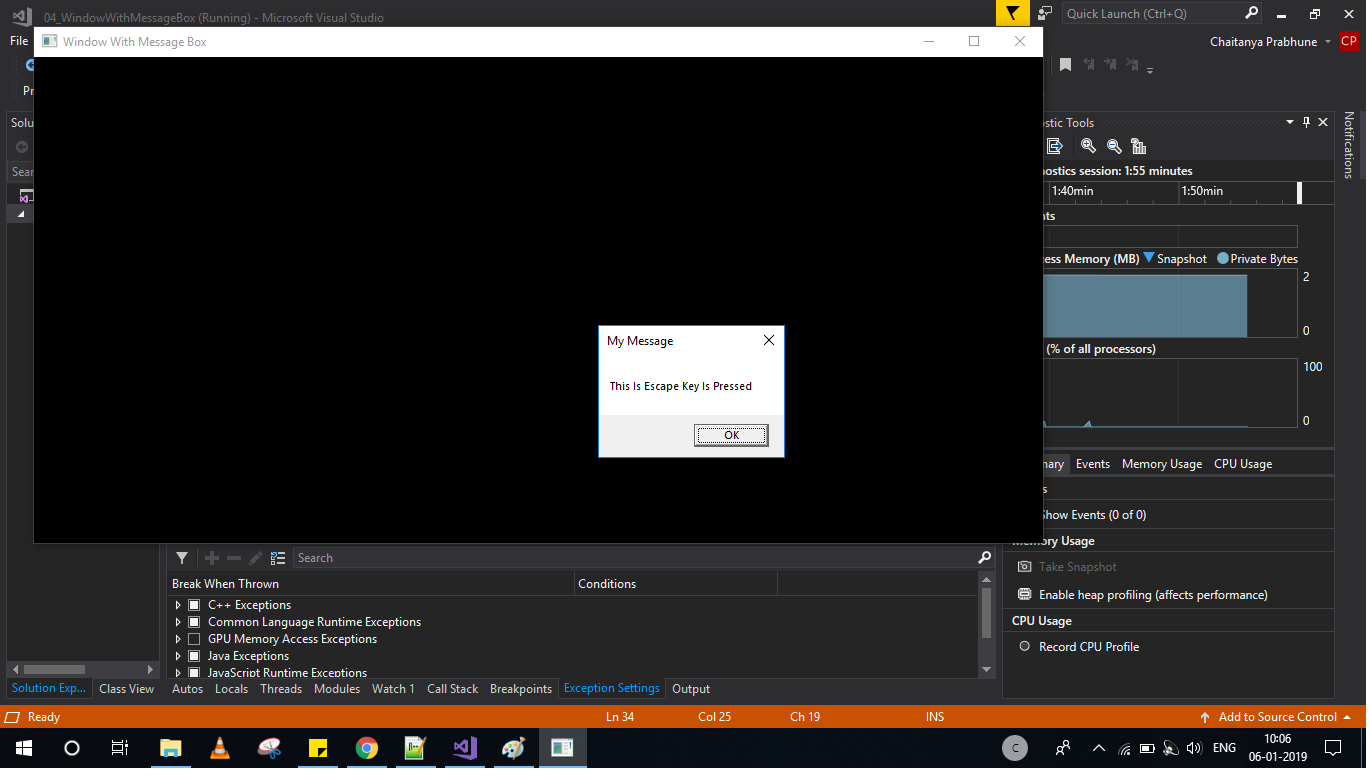 04_WindowWithMessageBox (Running) - Microsoft Visual Studio
Quick Launch (Ctrl+Q)
File
Window With Message Box
Chaitanya Prabhune
CP
Pr
Solu
Sear
stic Tools
Notifications
nostics session: 1:55 minutes
1:40min
1:50min
nts
cess Memory (MB)
Snapshot
Private Bytes
2
0
(% of all processors)
100
0
My Message
This Is Escape Key Is Pressed
OK
mary
Events
Memory Usage
CPU Usage
s
Show Events (0 of 0)
Memory Usage
Take Snapshot
Enable heap profiling (affects performance)
CPU Usage
Record CPU Profile
Search
Break When Thrown
Conditions
C++ Exceptions
Common Language Runtime Exceptions
GPU Memory Access Exceptions
Java Exceptions
JavaScript Runtime Exceptions
Solution Exp...
Class View
Autos
Locals
Threads
Modules
Watch 1
Call Stack
Breakpoints
Exception Settings
Output
Ready
Ln 34
Col 25
Ch 19
INS
Add to Source Control
C
ENG
10:06
06-01-2019